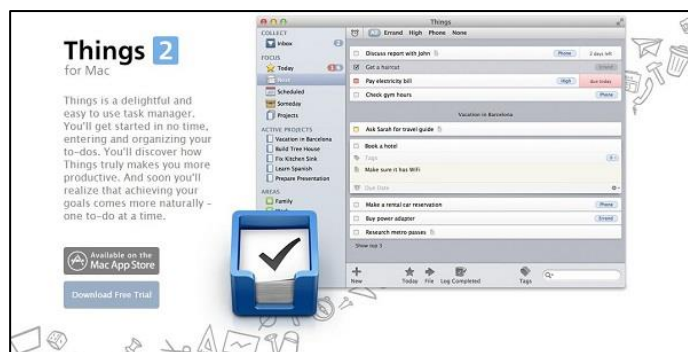 Things 2
for Mac
Things is a delightful and
easy to use task manager.
You'll get started in no time,
entering and organizing your
to-dos. You'll discover how
Things truly makes you more
productive. And soon you'll
realize that achieving your
goals comes more naturally –
one to-do at a time.
Available on the
Mac App Store
Download Free Trial
Things
COLLECT
Inbox
FOCUS
Today
Next
Scheduled
Someday
Projects
ACTIVE PROJECTS
Vacation in Barcelona
Build Tree House
Fix Kitchen Sink
Learn Spanish
Prepare Presentation
AREAS
Family
All Errand High Phone None
Discuss report with John Phone 2 days left
Get a haircut Errand
Pay electricity bill High due today
Check gym hours Phone
Vacation in Barcelona
Ask Sarah for travel guide
Book a hotel
Tags
Make sure it has WiFi
Due Date
Make a rental car reservation Phone
Buy power adapter Errand
Research metro passes
Show top 3
New Today File Log Completed Tags